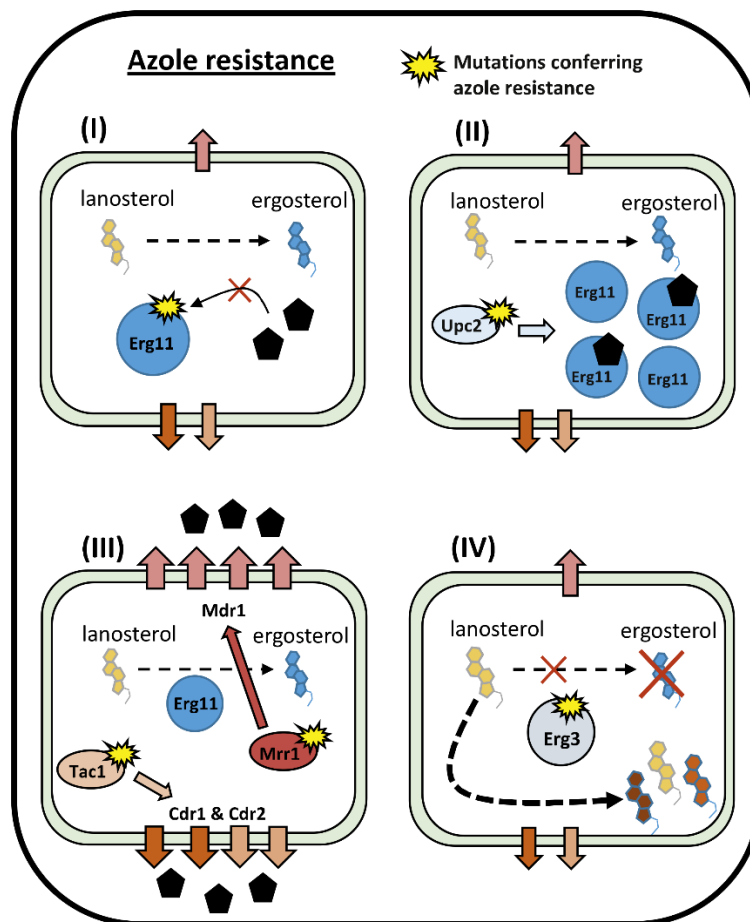 Azole resistance
Mutations conferring
azole resistance
(I)
lanosterol
ergosterol
Erg11
(II)
lanosterol
ergosterol
Upc2
Erg11
Erg11
Erg11
Erg11
(III)
Mdr1
lanosterol
ergosterol
Erg11
Tac1
Mrr1
Cdr1 & Cdr2
(IV)
lanosterol
ergosterol
Erg3